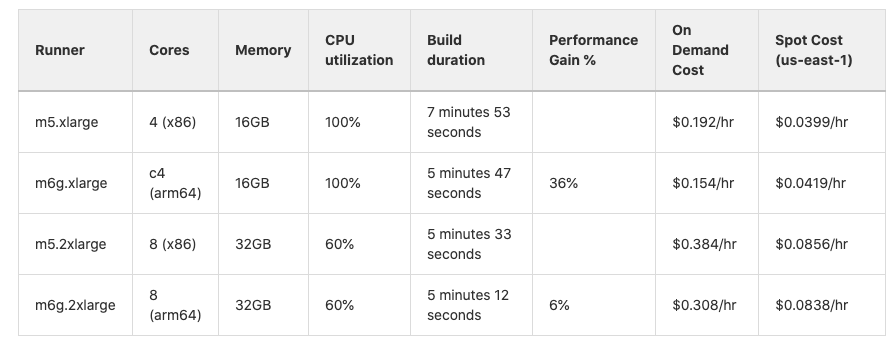 Runner Cores Memory CPU utilization Build duration Performance Gain % On Demand Cost Spot Cost (us-east-1)
m5.xlarge 4 (x86) 16GB 100% 7 minutes 53 seconds $0.192/hr $0.0399/hr
m6g.xlarge c4 (arm64) 16GB 100% 5 minutes 47 seconds 36% $0.154/hr $0.0419/hr
m5.2xlarge 8 (x86) 32GB 60% 5 minutes 33 seconds $0.384/hr $0.0856/hr
m6g.2xlarge 8 (arm64) 32GB 60% 5 minutes 12 seconds 6% $0.308/hr $0.0838/hr